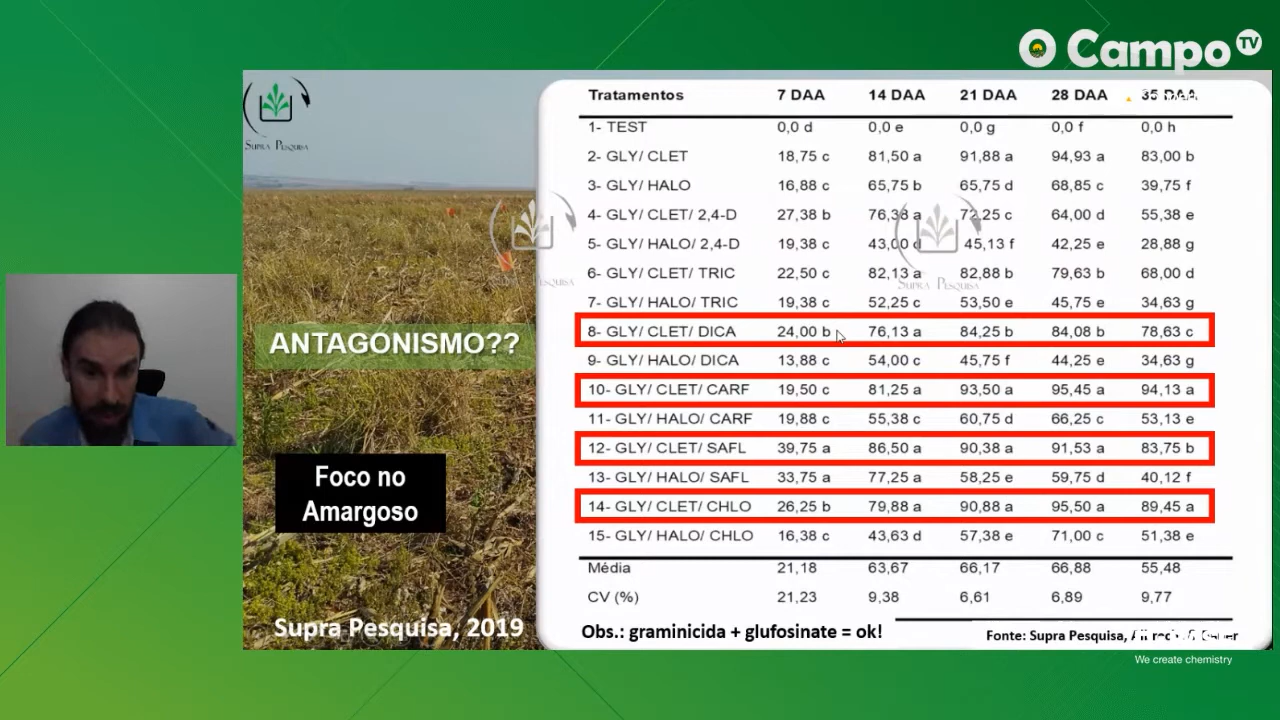 O Campo TV
SUPRA PESQUISA
ANTAGONISMO??
Foco no
Amargoso
Supra Pesquisa, 2019
Tratamentos 7 DAA 14 DAA 21 DAA 28 DAA 35 DAA
1- TEST 0,0 d 0,0 e 0,0 g 0,0 f 0,0 h
2- GLY/ CLET 18,75 c 81,50 a 91,88 a 94,93 a 83,00 b
3- GLY/ HALO 16,88 c 65,75 b 65,75 d 68,85 c 39,75 f
4- GLY/ CLET/ 2,4-D 27,38 b 76,38 a 72,25 c 64,00 d 55,38 e
5- GLY/ HALO/ 2,4-D 19,38 c 43,00 d 45,13 f 42,25 e 28,88 g
6- GLY/ CLET/ TRIC 22,50 c 82,13 a 82,88 b 79,63 b 68,00 d
7- GLY/ HALO/ TRIC 19,38 c 52,25 c 53,50 e 45,75 e 34,63 g
8- GLY/ CLET/ DICA 24,00 b 76,13 a 84,25 b 84,08 b 78,63 c
9- GLY/ HALO/ DICA 13,88 c 54,00 c 45,75 f 44,25 e 34,63 g
10- GLY/ CLET/ CARF 19,50 c 81,25 a 93,50 a 95,45 a 94,13 a
11- GLY/ HALO/ CARF 19,88 c 55,38 c 60,75 d 66,25 c 53,13 e
12- GLY/ CLET/ SAFL 39,75 a 86,50 a 90,38 a 91,53 a 83,75 b
13- GLY/ HALO/ SAFL 33,75 a 77,25 a 58,25 e 59,75 d 40,12 f
14- GLY/ CLET/ CHLO 26,25 b 79,88 a 90,88 a 95,50 a 89,45 a
15- GLY/ HALO/ CHLO 16,38 c 43,63 d 57,38 e 71,00 c 51,38 e
Média 21,18 63,67 66,17 66,88 55,48
CV (%) 21,23 9,38 6,61 6,89 9,77
SUPRA PESQUISA
SUPRA PESQUISA
Obs.: graminicida + glufosinate = ok!
Fonte: Supra Pesquisa,
We create chemistry